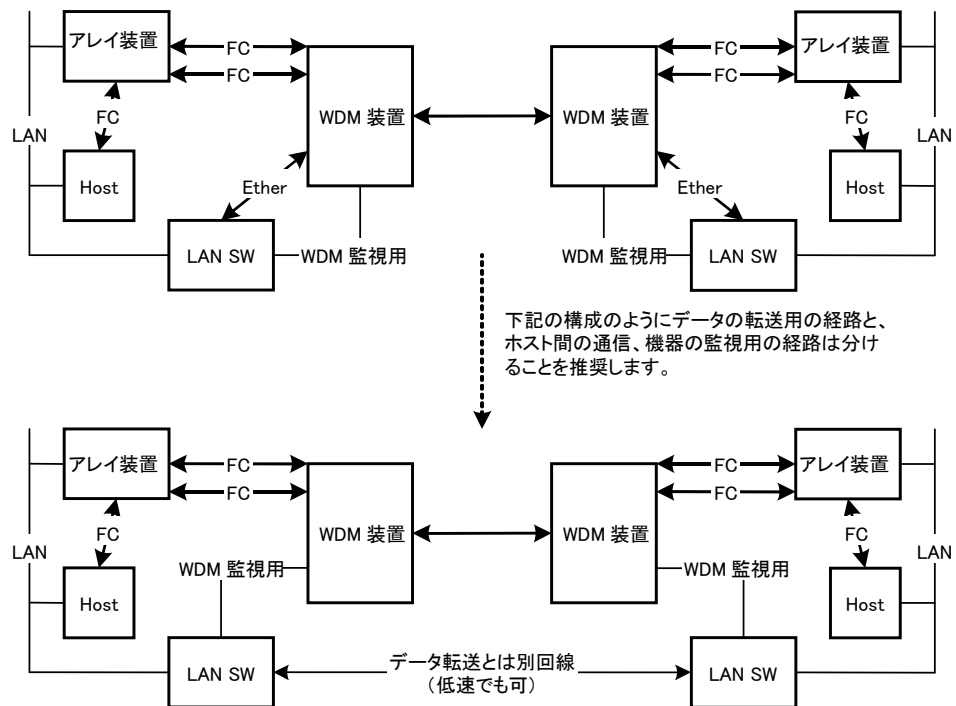 アレイ装置
FC
FC
アレイ装置
FC
FC
FC
WDM 装置
WDM 装置
FC
LAN
LAN
Host
Ether
Ether
Host
LAN SW
WDM 監視用
WDM 監視用
LAN SW
下記の構成のようにデータの転送用の経路と、
ホスト間の通信、機器の監視用の経路は分け
ることを推奨します。
アレイ装置
FC
FC
アレイ装置
FC
FC
FC
WDM 装置
WDM 装置
FC
LAN
LAN
WDM 監視用
WDM 監視用
Host
Host
LAN SW
データ転送とは別回線
（低速でも可）
LAN SW